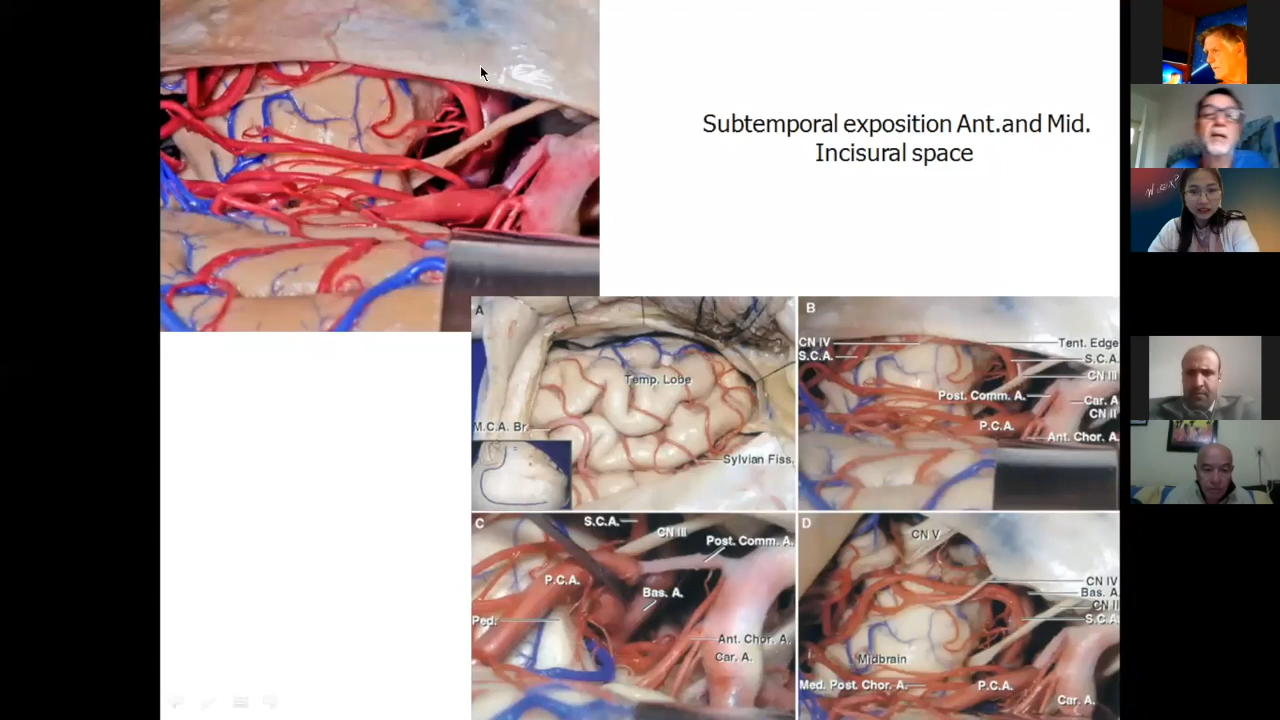 Subtemporal exposition Ant.and Mid.
Incisural space
A
Temp. Lobe
M.C.A. Br.
Sylvian Fiss.
B
CN IV
S.C.A.
Tent. Edge
S.C.A.
CN III
Post. Comm. A.
Car. A
CN II
P.C.A.
Ant. Chor. A.
C
S.C.A.
CN III
Post. Comm. A.
P.C.A.
Bas. A.
Ped.
Ant. Chor. A.
Car. A.
D
CN V
CN IV
Bas. A.
CN II
S.C.A.
Midbrain
Med. Post. Chor. A.
P.C.A.
Car. A.